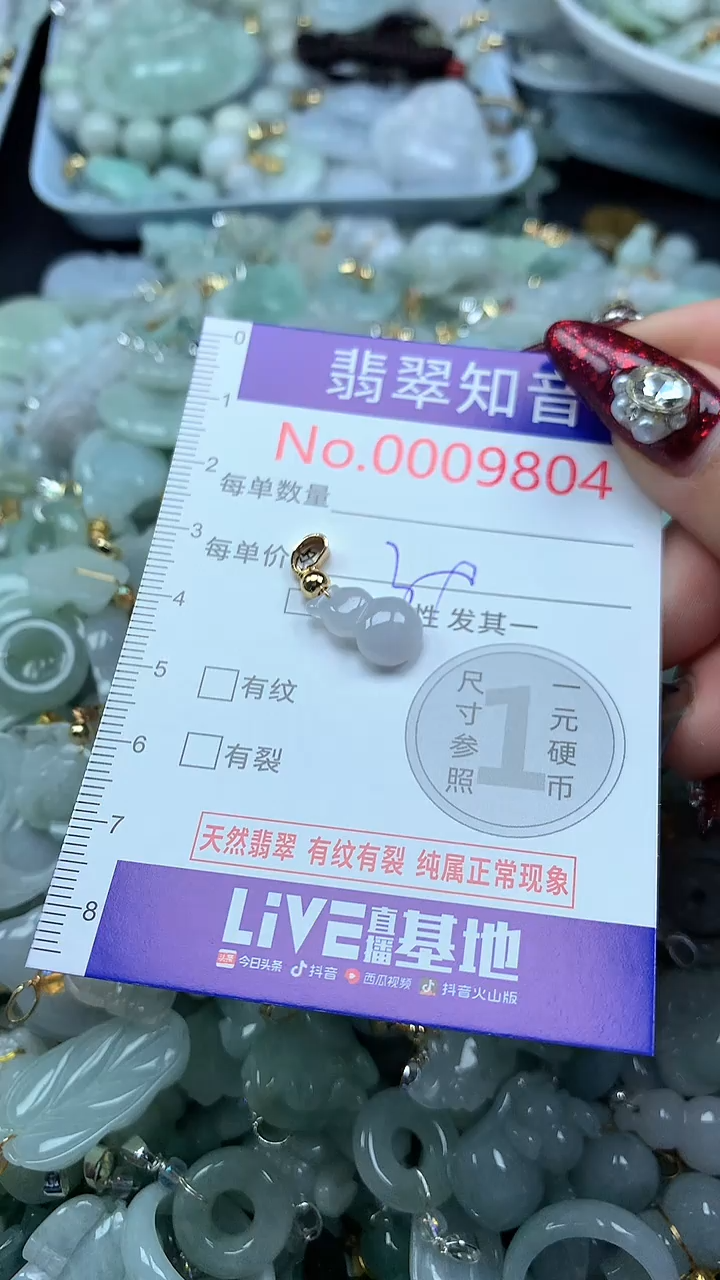 翡翠知音
No.0009804
每单数量
每单价
性 发其一
有纹
有裂
尺寸参照
1
一元硬币
天然翡翠 有纹有裂 纯属正常现象
LiVE直播基地
头条 今日头条 抖音 西瓜视频 抖音火山版
0
1
2
3
4
5
6
7
8